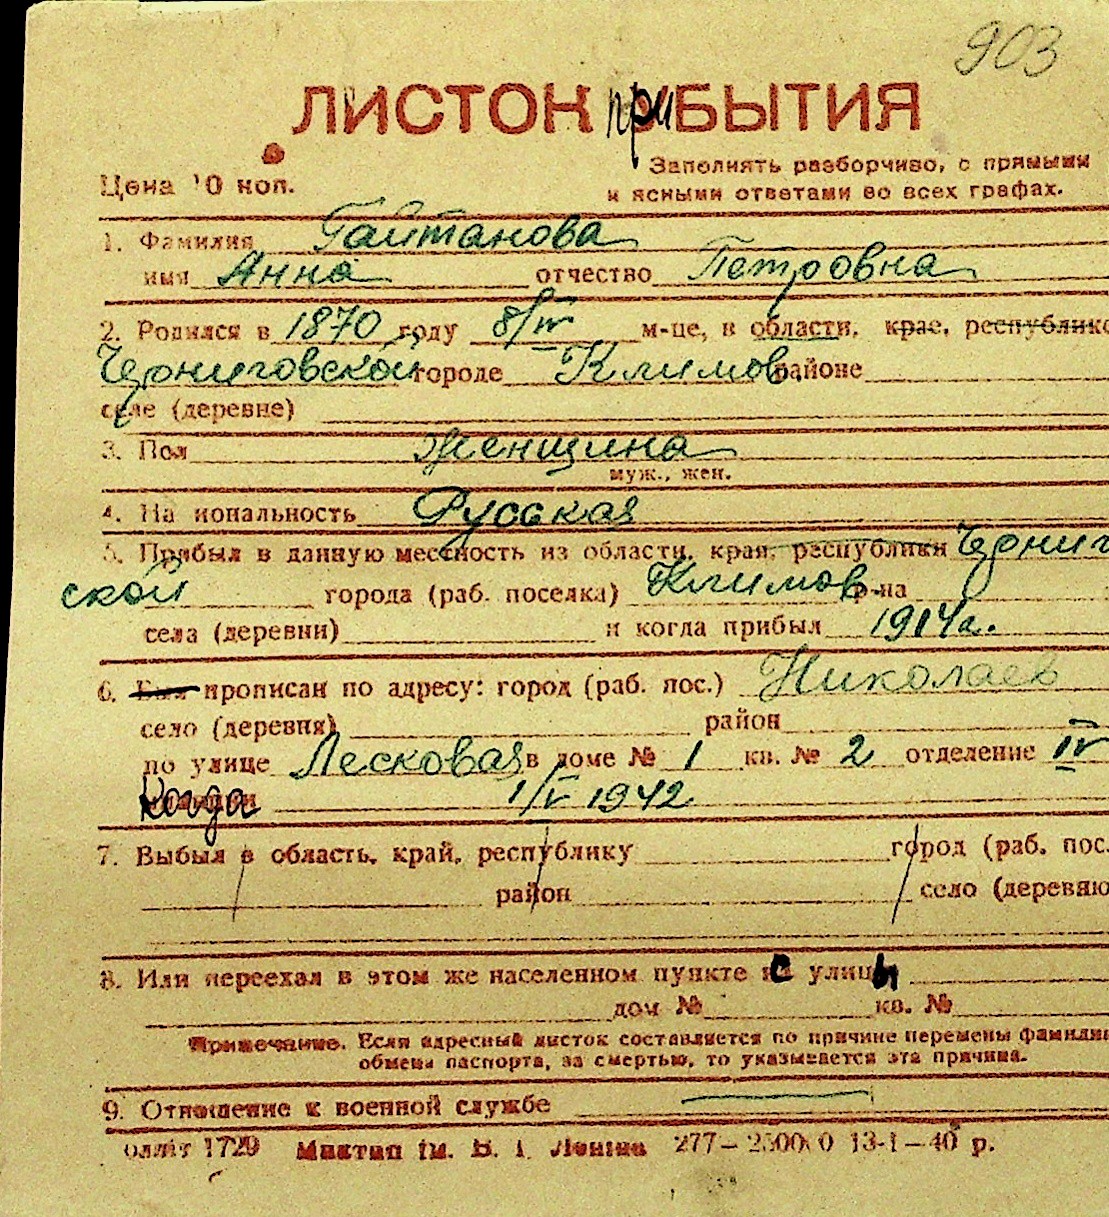 903
ЛИСТОК прИБЫТИЯ
Заполнять разборчиво, с прямыми
Цена 10 коп.
и ясными ответами во всех графах.
1. Фамилия Гайтанова
имя Анна отчество Петровна
2. Родился в 1870 году 8/IV м-це, в области, крае, республике
Черниговской городе Климов районе
селе (деревне)
3. Пол Женщина
муж., жен.
4. Национальность Русская
5. Прибыл в данную местность из области, края, республики Черниг
ской города (раб. поселка) Климов р-на
села (деревни) и когда прибыл 1914 г.
6. Был прописан по адресу: город (раб. пос.) Николаев
село (деревня) район
по улице Лесковая в доме № 1 кв. № 2 отделение IV
Когда 1/V 1942
7. Выбыл в область, край, республику город (раб. пос.
район село (деревню
8. Или переехал в этом же населенном пункте с улицы
дом № кв. №
Примечание. Если адресный листок составляется по причине перемены фамилии
обмена паспорта, за смертью, то указывается эта причина.
9. Отношение к военной службе
олліт 1729 Миктип ім. В. І. Леніна 277—250000 13-1—40 р.